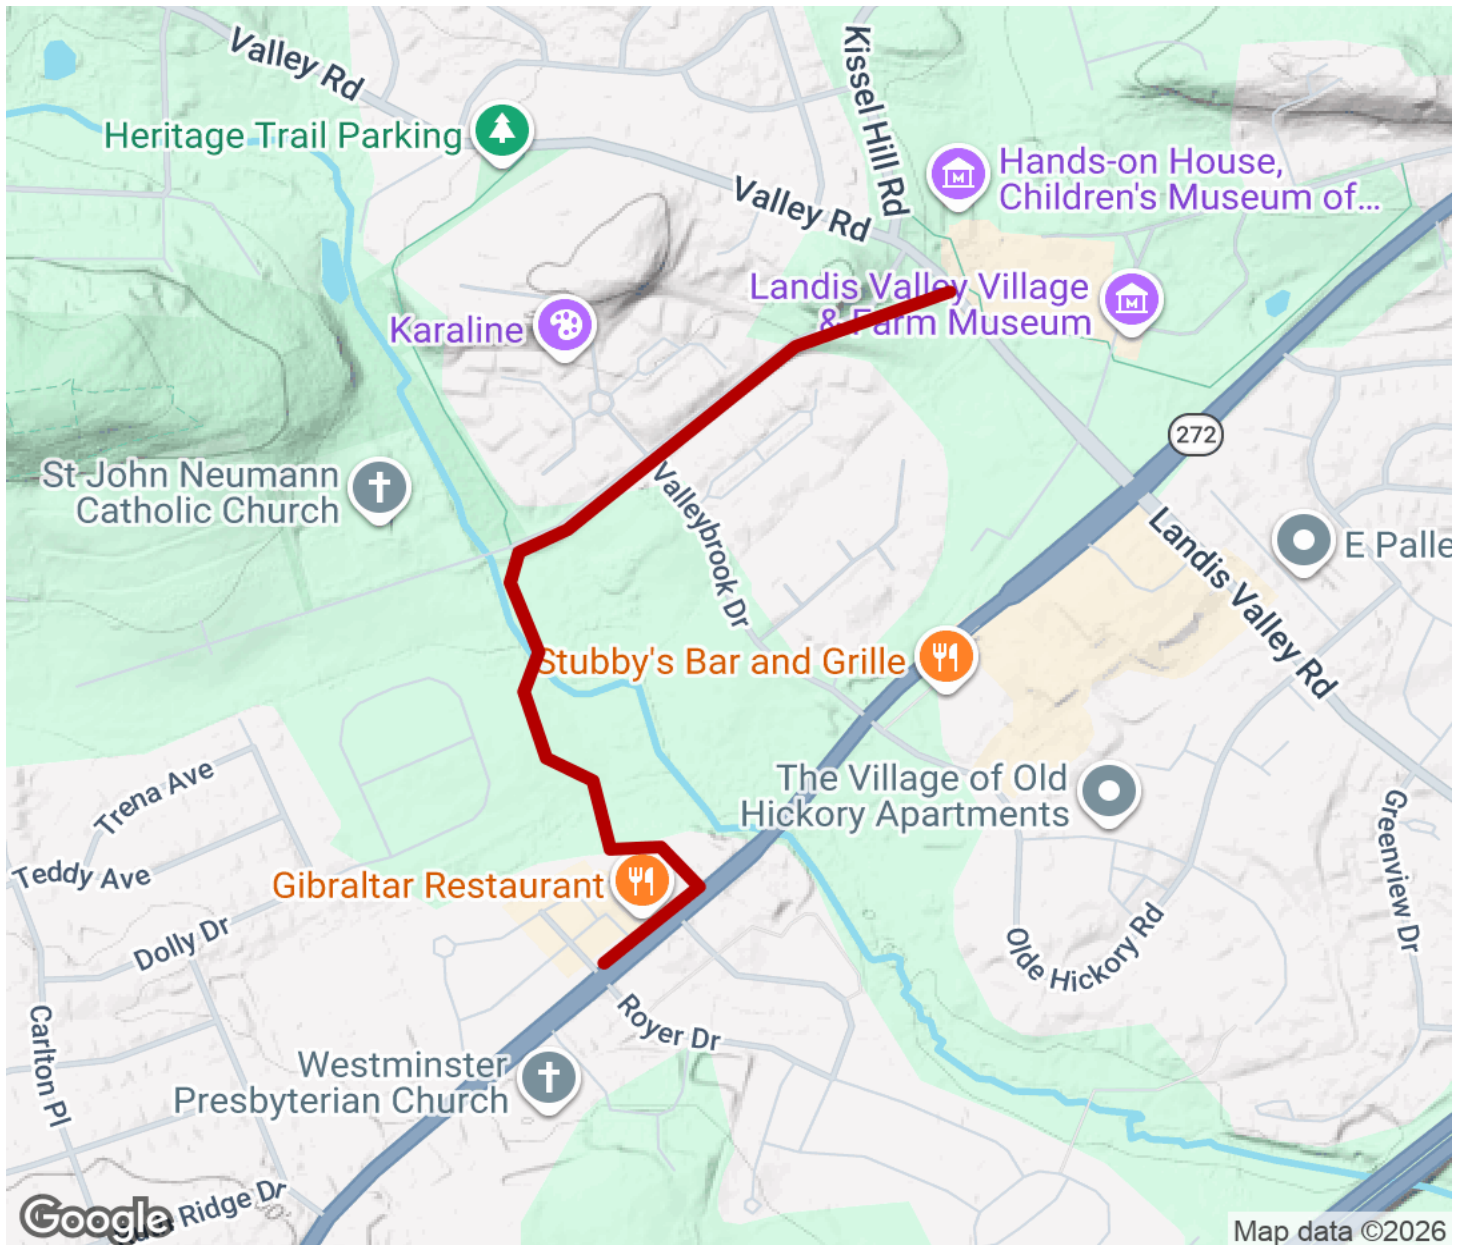 Valley Rd
Kissel Hill Rd
Heritage Trail Parking
Hands-on House,
Children's Museum of...
Valley Rd
Landis Valley Village
& Farm Museum
Karaline
272
St John Neumann
Catholic Church
Valleybrook Dr
Landis Valley Rd
E Palle
Stubby's Bar and Grille
Trena Ave
The Village of Old
Hickory Apartments
Greenview Dr
Teddy Ave
Gibraltar Restaurant
Dolly Dr
Olde Hickory Rd
Carlton Pl
Royer Dr
Westminster
Presbyterian Church
Ridge Dr
Google
Map data ©2026